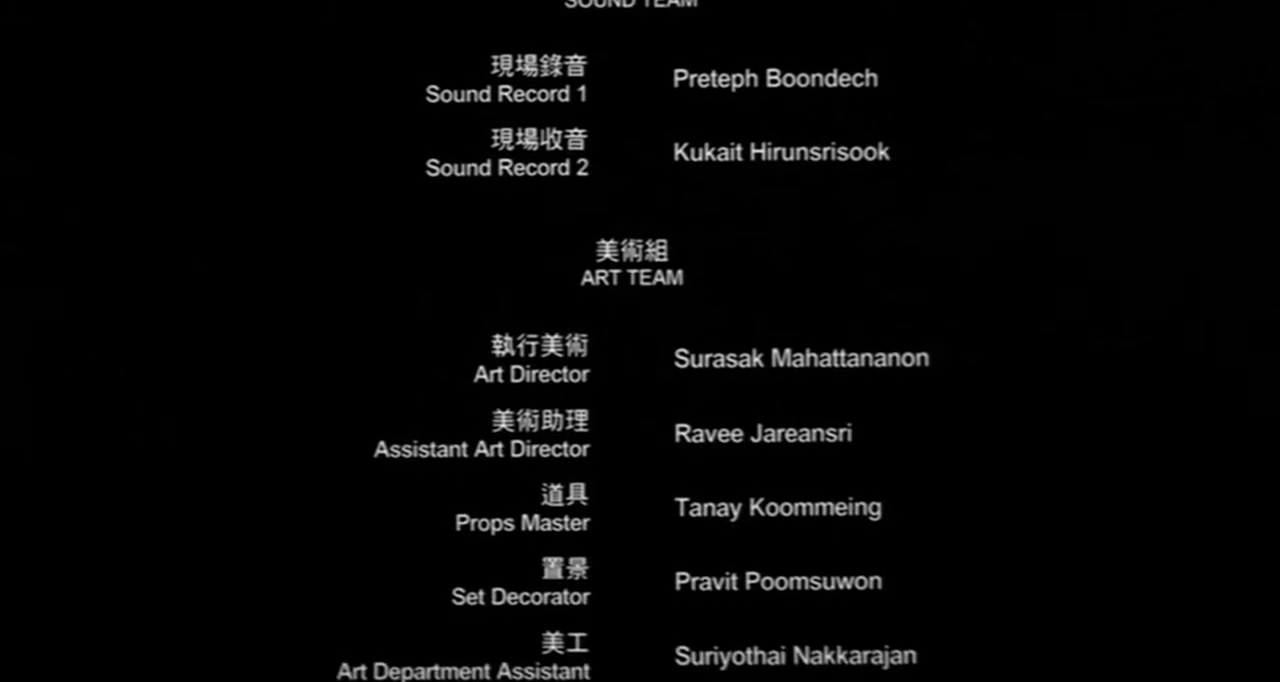 SOUND TEAM
現場錄音
Sound Record 1
Preteph Boondech
現場收音
Sound Record 2
Kukait Hirunsrisook
美術組
ART TEAM
執行美術
Art Director
Surasak Mahattananon
美術助理
Assistant Art Director
Ravee Jareansri
道具
Props Master
Tanay Koommeing
置景
Set Decorator
Pravit Poomsuwon
美工
Art Department Assistant
Suriyothai Nakkarajan